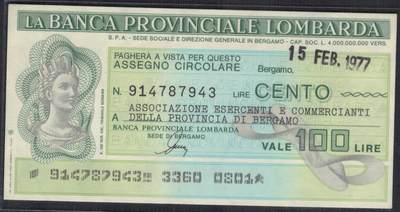 LA BANCA PROVINCIALE LOMBARDA
S.P.A. - SEDE SOCIALE E DIREZIONE GENERALE IN BERGAMO - CAP. SOC. L. 4.000.000.000 VERS.
PAGHERÀ A VISTA PER QUESTO
ASSEGNO CIRCOLARE
Bergamo, 15 FEB. 1977
N. 914787943 LIRE CENTO
ASSOCIAZIONE ESERCENTI E COMMERCIANTI
A DELLA PROVINCIA DI BERGAMO
BANCA PROVINCIALE LOMBARDA
SEDE DI BERGAMO
VALE 100 LIRE
914787943 3360 0201